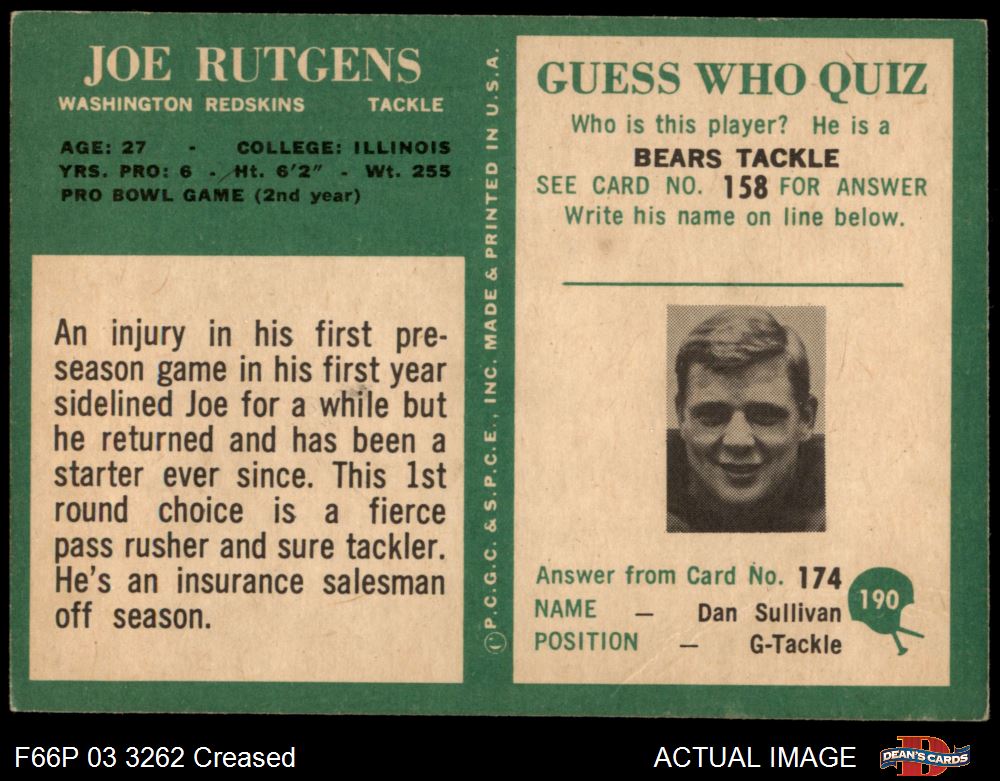 JOE RUTGENS
WASHINGTON REDSKINS TACKLE
AGE: 27 - COLLEGE: ILLINOIS
YRS. PRO: 6 - Ht. 6'2" - Wt. 255
PRO BOWL GAME (2nd year)
An injury in his first pre-
season game in his first year
sidelined Joe for a while but
he returned and has been a
starter ever since. This 1st
round choice is a fierce
pass rusher and sure tackler.
He's an insurance salesman
off season.
©P.C.G.C. & S.P.C.E., INC. MADE & PRINTED IN U.S.A.
GUESS WHO QUIZ
Who is this player? He is a
BEARS TACKLE
SEE CARD NO. 158 FOR ANSWER
Write his name on line below.
Answer from Card No. 174
NAME — Dan Sullivan
POSITION — G-Tackle
190
F66P 03 3262 Creased
ACTUAL IMAGE
DEAN'S CARDS